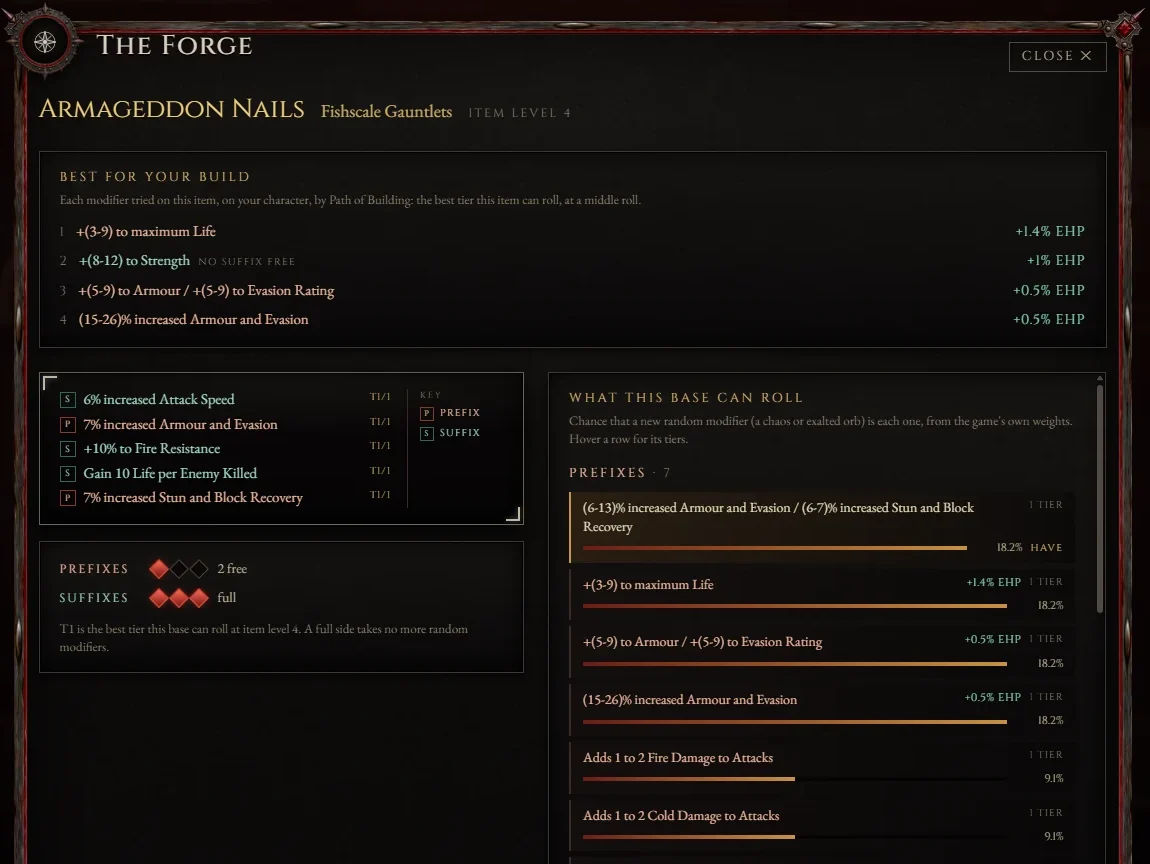 THE FORGE
CLOSE ✕
ARMAGEDDON NAILS Fishscale Gauntlets ITEM LEVEL 4
BEST FOR YOUR BUILD
Each modifier tried on this item, on your character, by Path of Building: the best tier this item can roll, at a middle roll.
1 +(3-9) to maximum Life +1.4% EHP
2 +(8-12) to Strength NO SUFFIX FREE +1% EHP
3 +(5-9) to Armour / +(5-9) to Evasion Rating +0.5% EHP
4 (15-26)% increased Armour and Evasion +0.5% EHP
S 6% increased Attack Speed T1/1
P 7% increased Armour and Evasion T1/1
S +10% to Fire Resistance T1/1
S Gain 10 Life per Enemy Killed T1/1
P 7% increased Stun and Block Recovery T1/1
KEY
P PREFIX
S SUFFIX
PREFIXES 2 free
SUFFIXES full
T1 is the best tier this base can roll at item level 4. A full side takes no more random
modifiers.
WHAT THIS BASE CAN ROLL
Chance that a new random modifier (a chaos or exalted orb) is each one, from the game's own weights.
Hover a row for its tiers.
PREFIXES · 7
(6-13)% increased Armour and Evasion / (6-7)% increased Stun and Block 1 TIER
Recovery
18.2% HAVE
+(3-9) to maximum Life +1.4% EHP 1 TIER
18.2%
+(5-9) to Armour / +(5-9) to Evasion Rating +0.5% EHP 1 TIER
18.2%
(15-26)% increased Armour and Evasion +0.5% EHP 1 TIER
18.2%
Adds 1 to 2 Fire Damage to Attacks 1 TIER
9.1%
Adds 1 to 2 Cold Damage to Attacks 1 TIER
9.1%